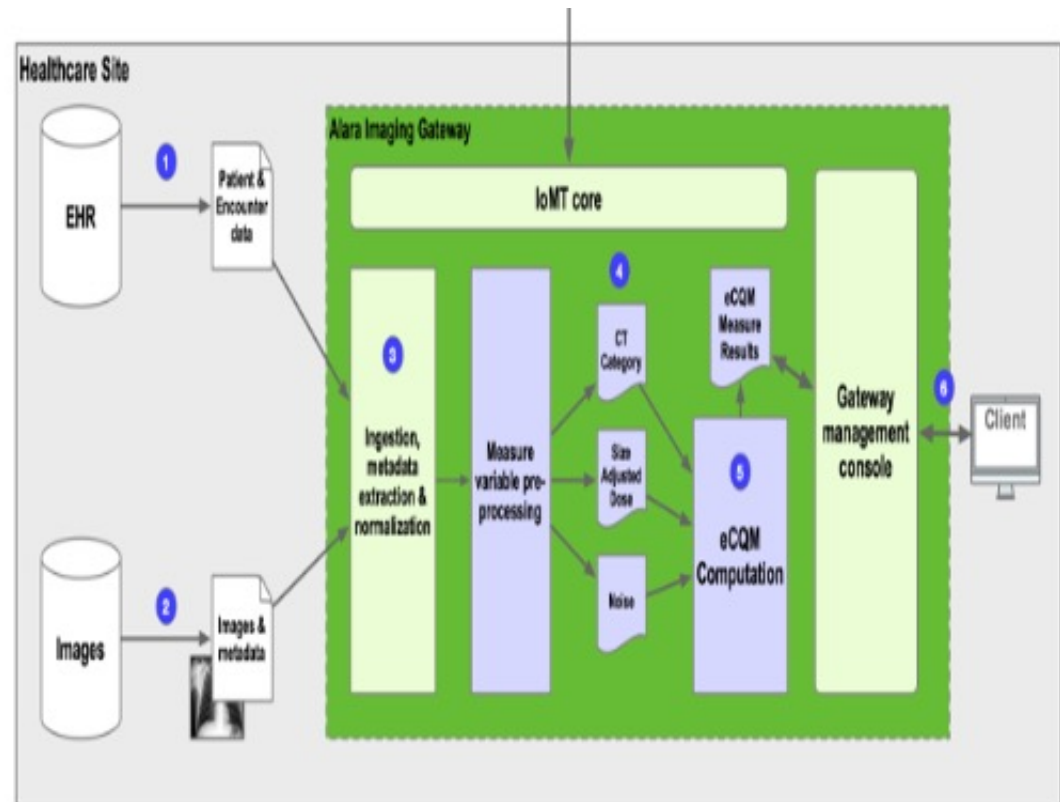 Healthcare Site
Alara Imaging Gateway
1
EHR
Patient &
Encounter
data
IoMT core
3
Ingestion,
metadata
extraction &
normalization
Measure
variable pre-
processing
4
CT
Category
Size
Adjusted
Dose
Noise
eCQM
Measure
Results
5
eCQM
Computation
Gateway
management
console
6
Client
2
Images
Images &
metadata